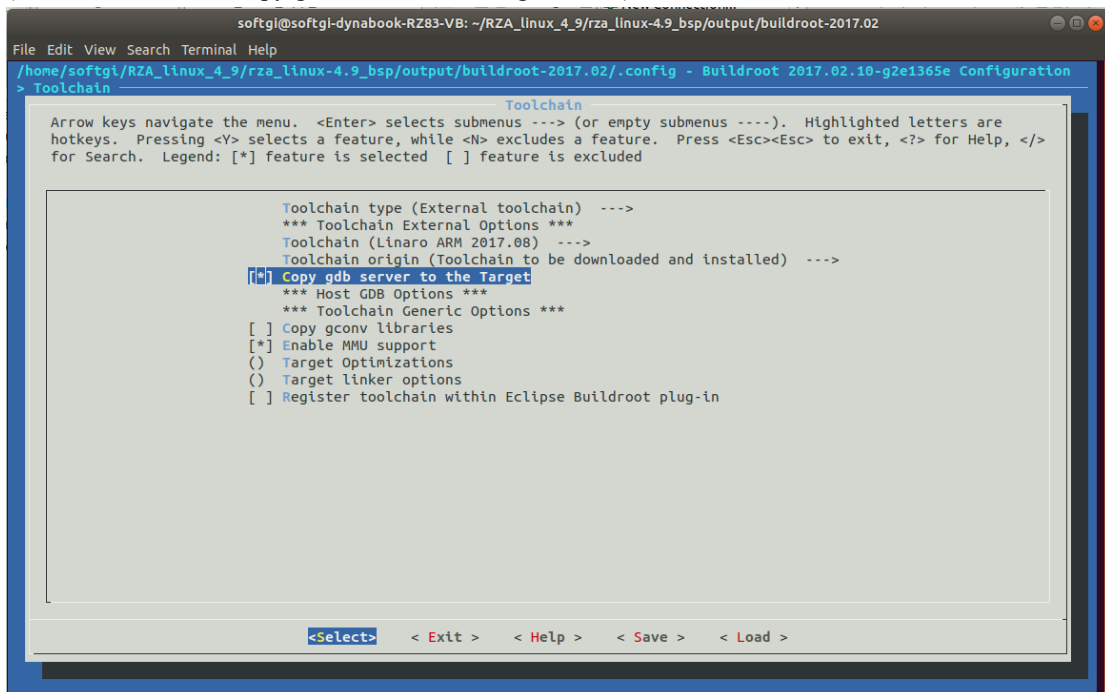 softgi@softgi-dynabook-RZ83-VB: ~/RZA_linux_4_9/rza_linux-4.9_bsp/output/buildroot-2017.02
File Edit View Search Terminal Help
/home/softgi/RZA_linux_4_9/rza_linux-4.9_bsp/output/buildroot-2017.02/.config - Buildroot 2017.02.10-g2e1365e Configuration
> Toolchain
Toolchain
Arrow keys navigate the menu. <Enter> selects submenus ---> (or empty submenus ----). Highlighted letters are
hotkeys. Pressing <Y> selects a feature, while <N> excludes a feature. Press <Esc><Esc> to exit, <?> for Help, </>
for Search. Legend: [*] feature is selected [ ] feature is excluded
Toolchain type (External toolchain) --->
*** Toolchain External Options ***
Toolchain (Linaro ARM 2017.08) --->
Toolchain origin (Toolchain to be downloaded and installed) --->
[*] Copy gdb server to the Target
*** Host GDB Options ***
*** Toolchain Generic Options ***
[ ] Copy gconv libraries
[*] Enable MMU support
() Target Optimizations
() Target linker options
[ ] Register toolchain within Eclipse Buildroot plug-in
<Select> < Exit > < Help > < Save > < Load >